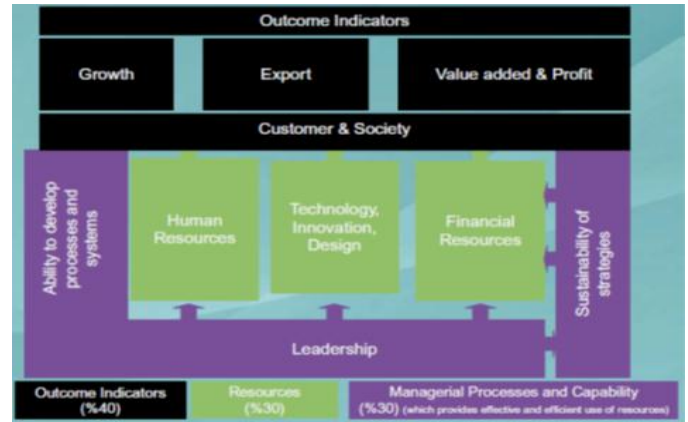 Outcome Indicators
Growth
Export
Value added & Profit
Customer & Society
Ability to develop
processes and
systems
Human
Resources
Technology,
Innovation,
Design
Financial
Resources
Sustainability of
strategies
Leadership
Outcome Indicators
(%40)
Resources
(%30)
Managerial Processes and Capability
(%30) (which provides effective and efficient use of resources)